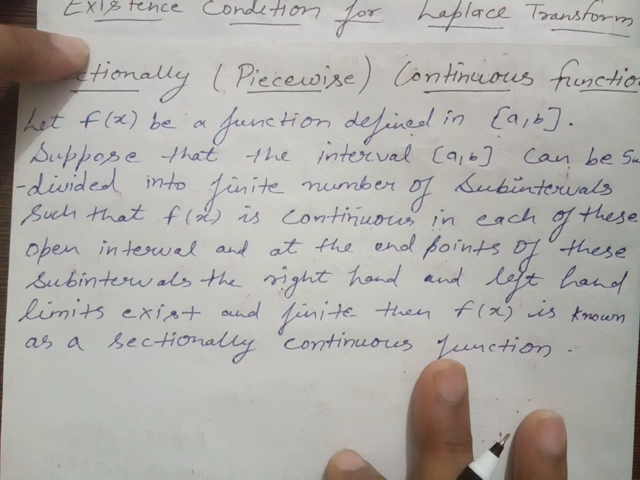 Existence Condition for Laplace Transform
ctionally (Piecewise) Continuous functio
Let f(x) be a function defined in [a,b].
Suppose that the interval [a,b] can be Su
-divided into finite number of Subintervals
Such that f(x) is continuous in each of these
open interval and at the end points of these
Subintervals the right hand and left hand
limits exist and finite then f(x) is known
as a sectionally continuous function.